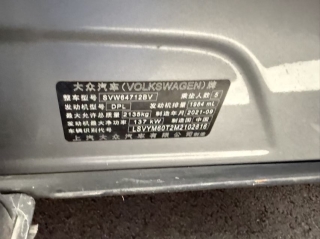 大众汽车(VOLKSWAGEN)牌
整车型号 SVW64712BV 乘坐人数 5
发动机型号 DPL 发动机排量 1984 mL
最大允许总质量 2135kg 制造年月 2021-09
发动机最大净功率 137 kW 制造国 中国
车辆识别代号 LSVYM60T2M2102616
上汽大众汽车有限公司制造